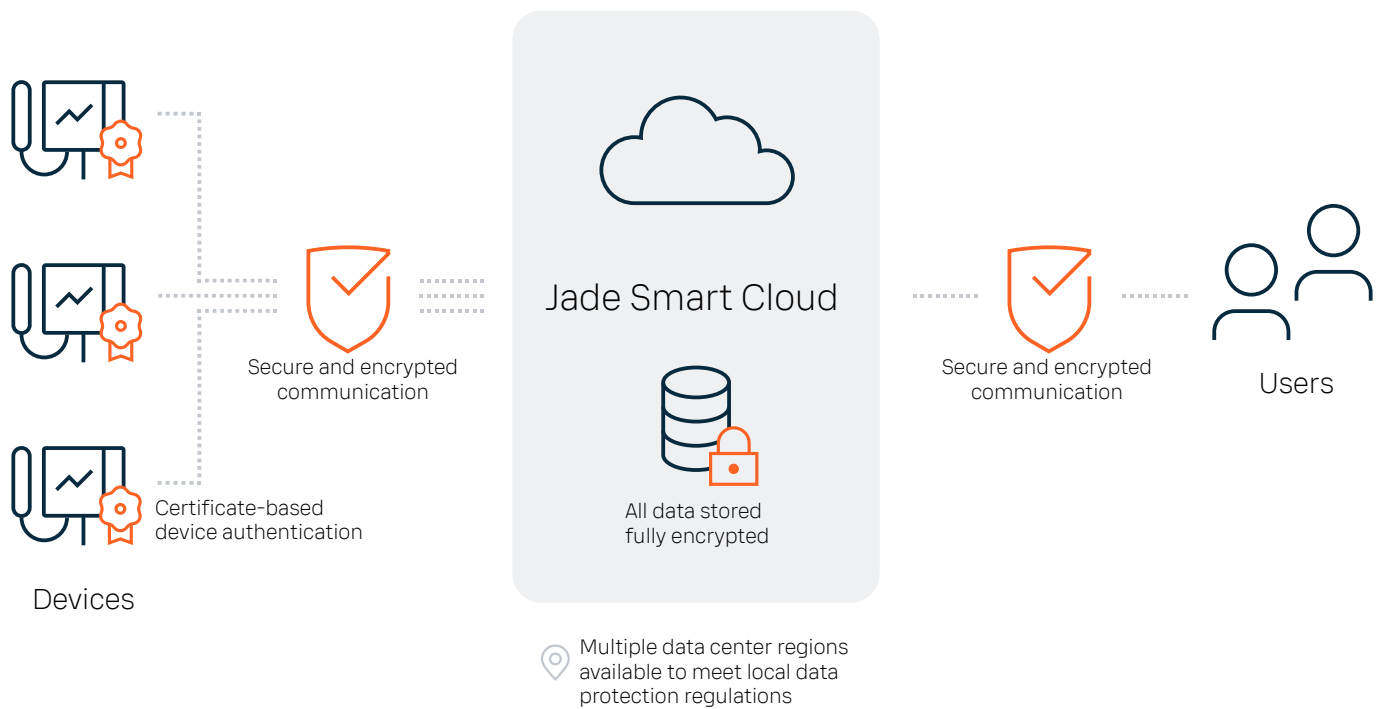 Secure and encrypted
communication
Certificate-based
device authentication
Devices
Jade Smart Cloud
All data stored
fully encrypted
Multiple data center regions
available to meet local data
protection regulations
Secure and encrypted
communication
Users